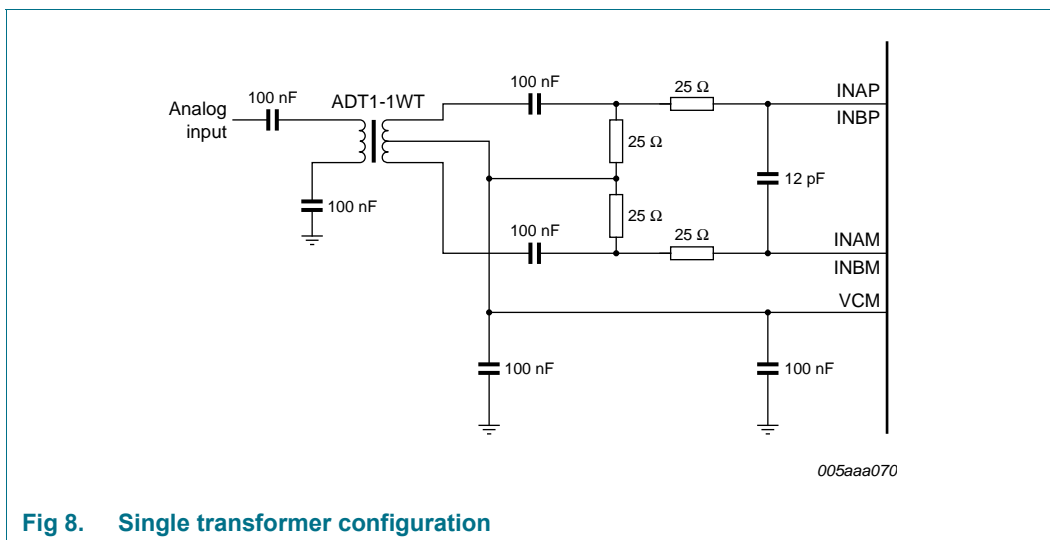 100 nF
25 Ω
ADT1-1WT
INAP
100 nF
Analog
input
INBP
25 Ω
12 pF
100 nF
25 Ω
100 nF
25 Ω
INAM
INBM
VCM
100 nF
100 nF
005aaa070
Fig 8. Single transformer configuration